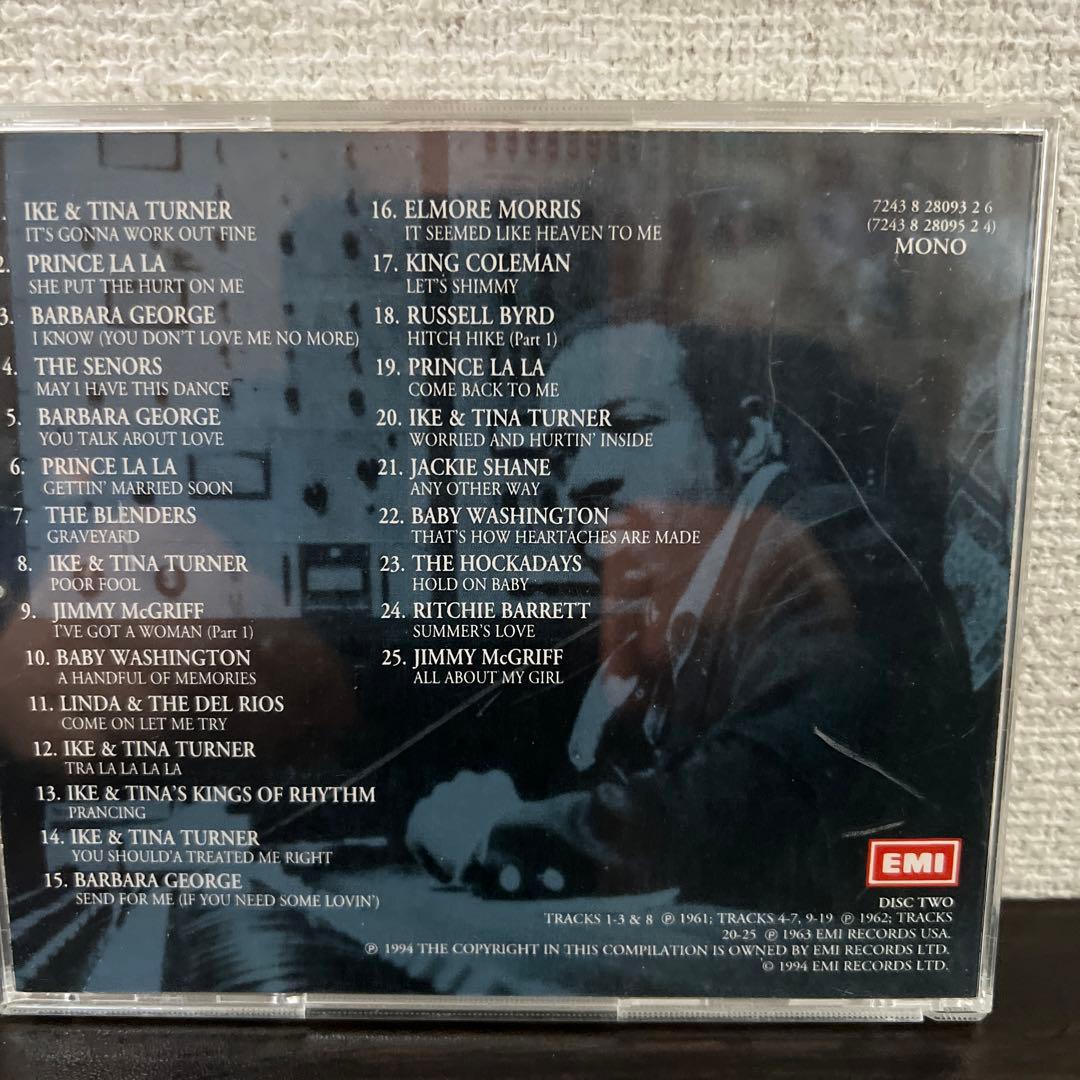 . IKE & TINA TURNER
IT'S GONNA WORK OUT FINE
2. PRINCE LA LA
SHE PUT THE HURT ON ME
3. BARBARA GEORGE
I KNOW (YOU DON'T LOVE ME NO MORE)
4. THE SENORS
MAY I HAVE THIS DANCE
5. BARBARA GEORGE
YOU TALK ABOUT LOVE
6. PRINCE LA LA
GETTIN' MARRIED SOON
7. THE BLENDERS
GRAVEYARD
8. IKE & TINA TURNER
POOR FOOL
9. JIMMY McGRIFF
I'VE GOT A WOMAN (Part 1)
10. BABY WASHINGTON
A HANDFUL OF MEMORIES
11. LINDA & THE DEL RIOS
COME ON LET ME TRY
12. IKE & TINA TURNER
TRA LA LA LA LA
13. IKE & TINA'S KINGS OF RHYTHM
PRANCING
14. IKE & TINA TURNER
YOU SHOULD'A TREATED ME RIGHT
15. BARBARA GEORGE
SEND FOR ME (IF YOU NEED SOME LOVIN')
16. ELMORE MORRIS
IT SEEMED LIKE HEAVEN TO ME
17. KING COLEMAN
LET'S SHIMMY
18. RUSSELL BYRD
HITCH HIKE (Part 1)
19. PRINCE LA LA
COME BACK TO ME
20. IKE & TINA TURNER
WORRIED AND HURTIN' INSIDE
21. JACKIE SHANE
ANY OTHER WAY
22. BABY WASHINGTON
THAT'S HOW HEARTACHES ARE MADE
23. THE HOCKADAYS
HOLD ON BABY
24. RITCHIE BARRETT
SUMMER'S LOVE
25. JIMMY McGRIFF
ALL ABOUT MY GIRL
7243 8 28093 2 6
(7243 8 28095 2 4)
MONO
EMI
DISC TWO
TRACKS 1-3 & 8 ℗ 1961; TRACKS 4-7, 9-19 ℗ 1962; TRACKS
20-25 ℗ 1963 EMI RECORDS USA.
℗ 1994 THE COPYRIGHT IN THIS COMPILATION IS OWNED BY EMI RECORDS LTD.
© 1994 EMI RECORDS LTD.